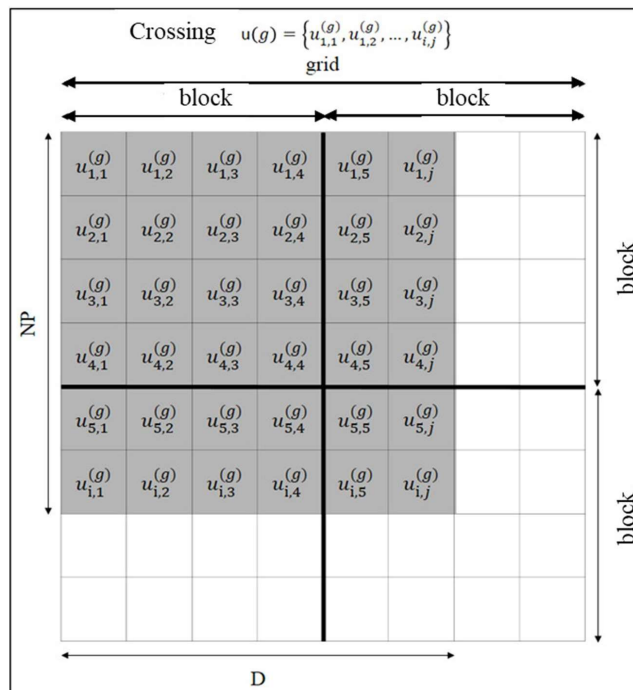 Crossing u(g) = {u_{1,1}^{(g)}, u_{1,2}^{(g)}, …, u_{i,j}^{(g)}}
grid
block block
u_{1,1}^{(g)} u_{1,2}^{(g)} u_{1,3}^{(g)} u_{1,4}^{(g)} u_{1,5}^{(g)} u_{1,j}^{(g)}
u_{2,1}^{(g)} u_{2,2}^{(g)} u_{2,3}^{(g)} u_{2,4}^{(g)} u_{2,5}^{(g)} u_{2,j}^{(g)}
u_{3,1}^{(g)} u_{3,2}^{(g)} u_{3,3}^{(g)} u_{3,4}^{(g)} u_{3,5}^{(g)} u_{3,j}^{(g)}
block
NP
u_{4,1}^{(g)} u_{4,2}^{(g)} u_{4,3}^{(g)} u_{4,4}^{(g)} u_{4,5}^{(g)} u_{4,j}^{(g)}
u_{5,1}^{(g)} u_{5,2}^{(g)} u_{5,3}^{(g)} u_{5,4}^{(g)} u_{5,5}^{(g)} u_{5,j}^{(g)}
u_{i,1}^{(g)} u_{i,2}^{(g)} u_{i,3}^{(g)} u_{i,4}^{(g)} u_{i,5}^{(g)} u_{i,j}^{(g)}
block
D